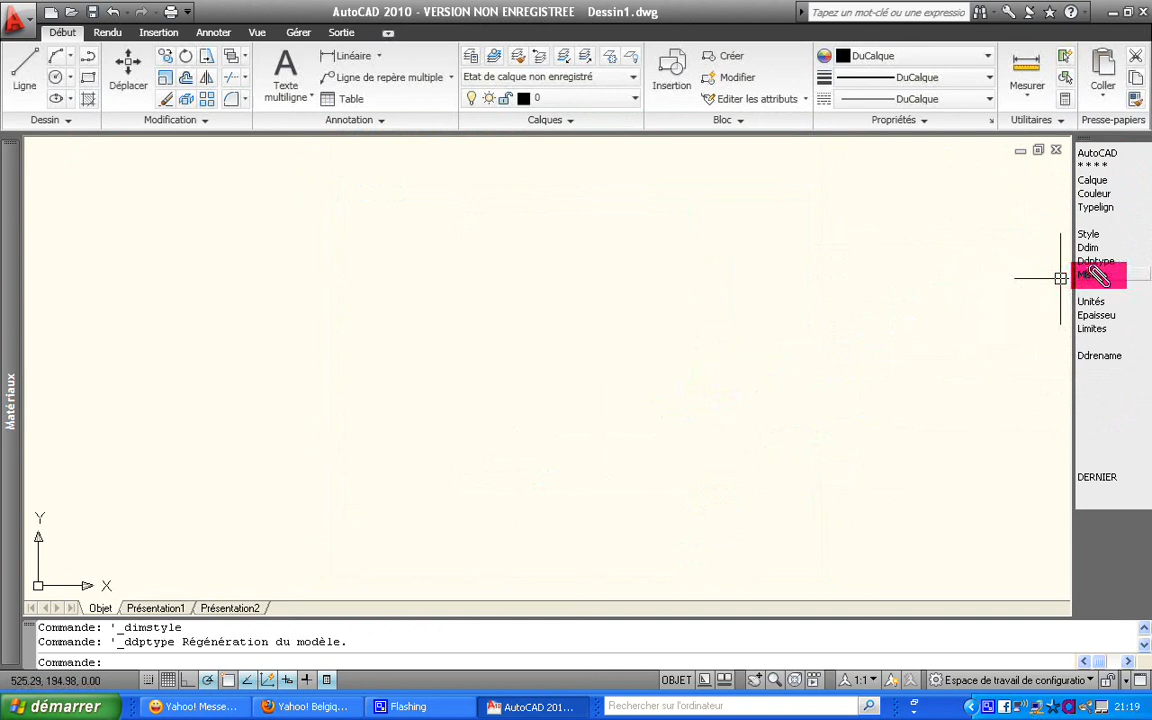 AutoCAD 2010 - VERSION NON ENREGISTREE Dessin1.dwg
Tapez un mot-clé ou une expressio
Début Rendu Insertion Annoter Vue Gérer Sortie
Ligne
Déplacer
Texte
multiligne
Linéaire
Ligne de repère multiple
Table
Etat de calque non enregistré
0
Insertion
Créer
Modifier
Editer les attributs
DuCalque
DuCalque
DuCalque
Mesurer
Coller
Dessin Modification Annotation Calques Bloc Propriétés Utilitaires Presse-papiers
AutoCAD
* * * *
Calque
Couleur
Typelign
Style
Ddim
Ddptype
Unités
Epaisseu
Limites
Ddrename
DERNIER
Matériaux
Y
X
Objet Présentation1 Présentation2
Commande: '_dimstyle
Commande: '_ddptype Régénération du modèle.
Commande:
525.29, 194.98, 0.00
OBJET
1:1
Espace de travail de configuratio
démarrer
Yahoo! Messe...
Yahoo! Belgiq...
Flashing
AutoCAD 201...
Rechercher sur l'ordinateur
21:19